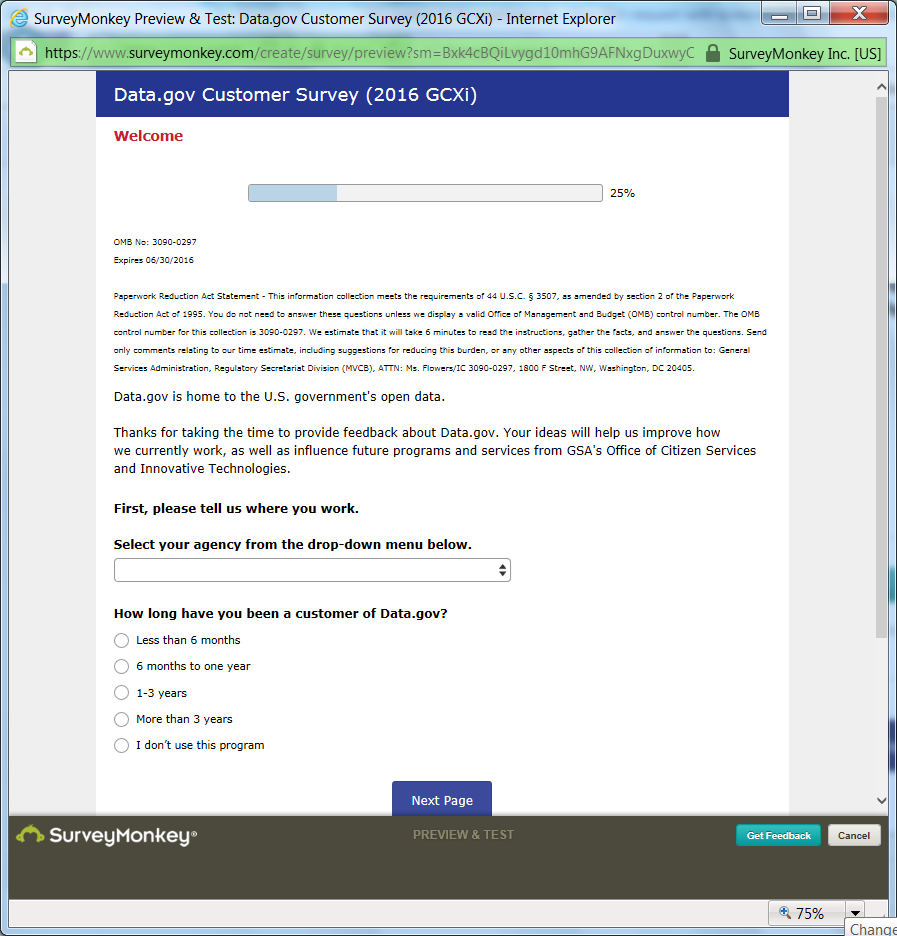 SurveyMonkey Preview & Test: Data.gov Customer Survey (2016 GCXi) - Internet Explorer
https://www.surveymonkey.com/create/survey/preview?sm=Bxk4cBQiLvygd10mhG9AFNxgDuxwyC SurveyMonkey Inc. [US]
Data.gov Customer Survey (2016 GCXi)
Welcome
25%
OMB No: 3090-0297
Expires 06/30/2016
Paperwork Reduction Act Statement - This information collection meets the requirements of 44 U.S.C. § 3507, as amended by section 2 of the Paperwork
Reduction Act of 1995. You do not need to answer these questions unless we display a valid Office of Management and Budget (OMB) control number. The OMB
control number for this collection is 3090-0297. We estimate that it will take 6 minutes to read the instructions, gather the facts, and answer the questions. Send
only comments relating to our time estimate, including suggestions for reducing this burden, or any other aspects of this collection of information to: General
Services Administration, Regulatory Secretariat Division (MVCB), ATTN: Ms. Flowers/IC 3090-0297, 1800 F Street, NW, Washington, DC 20405.
Data.gov is home to the U.S. government's open data.
Thanks for taking the time to provide feedback about Data.gov. Your ideas will help us improve how
we currently work, as well as influence future programs and services from GSA's Office of Citizen Services
and Innovative Technologies.
First, please tell us where you work.
Select your agency from the drop-down menu below.
How long have you been a customer of Data.gov?
Less than 6 months
6 months to one year
1-3 years
More than 3 years
I don't use this program
Next Page
SurveyMonkey® PREVIEW & TEST Get Feedback Cancel
75%
Change